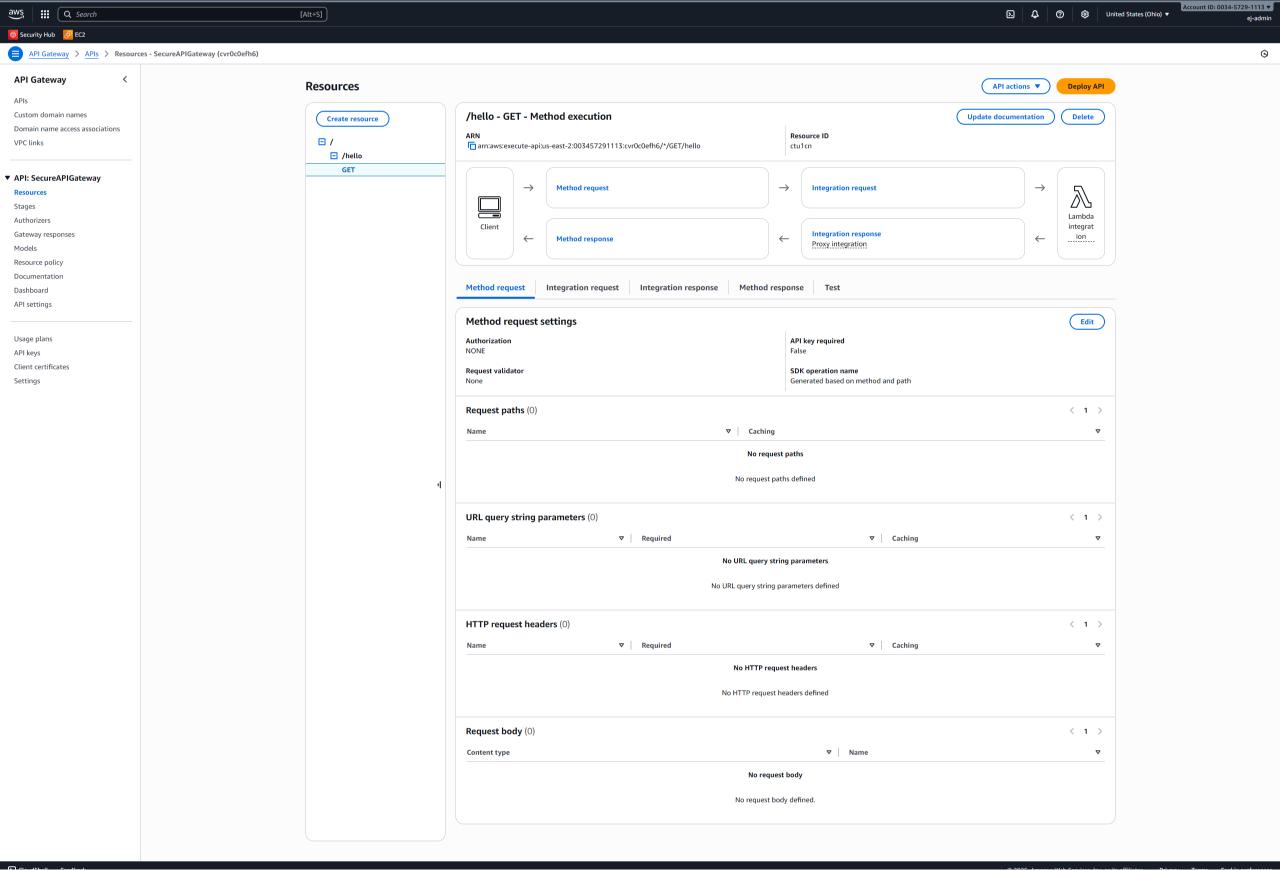 aws
Search
[Alt+S]
United States (Ohio)
Account ID: 0034-5729-1113
ej-admin
Security Hub
EC2
API Gateway
APIs
Resources - SecureAPIGateway (cvr0c0efh6)
API Gateway
APIs
Custom domain names
Domain name access associations
VPC links
API: SecureAPIGateway
Resources
Stages
Authorizers
Gateway responses
Models
Resource policy
Documentation
Dashboard
API settings
Usage plans
API keys
Client certificates
Settings
Resources
API actions
Deploy API
Create resource
/
/hello
GET
/hello - GET - Method execution
Update documentation
Delete
ARN
arn:aws:execute-api:us-east-2:003457291113:cvr0c0efh6/*/GET/hello
Resource ID
ctu1cn
Client
Method request
Integration request
Method response
Integration response
Proxy integration
Lambda
integrat
ion
Method request
Integration request
Integration response
Method response
Test
Method request settings
Edit
Authorization
NONE
API key required
False
Request validator
None
SDK operation name
Generated based on method and path
Request paths (0)
1
Name
Caching
No request paths
No request paths defined
URL query string parameters (0)
1
Name
Required
Caching
No URL query string parameters
No URL query string parameters defined
HTTP request headers (0)
1
Name
Required
Caching
No HTTP request headers
No HTTP request headers defined
Request body (0)
1
Content type
Name
No request body
No request body defined.